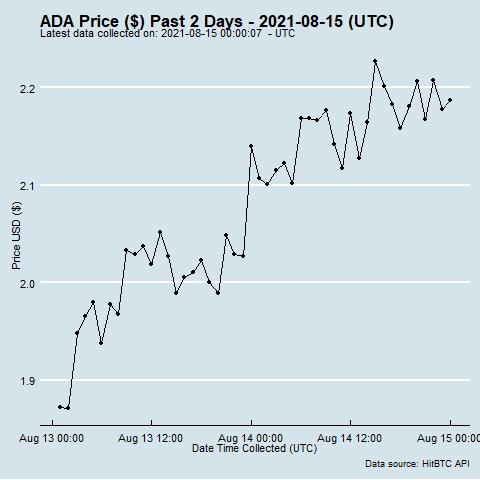 ADA Price ($) Past 2 Days - 2021-08-15 (UTC)
Latest data collected on: 2021-08-15 00:00:07 - UTC
2.2
2.1
2.0
1.9
Price USD ($)
Aug 13 00:00 Aug 13 12:00 Aug 14 00:00 Aug 14 12:00 Aug 15 00:00
Date Time Collected (UTC)
Data source: HitBTC API